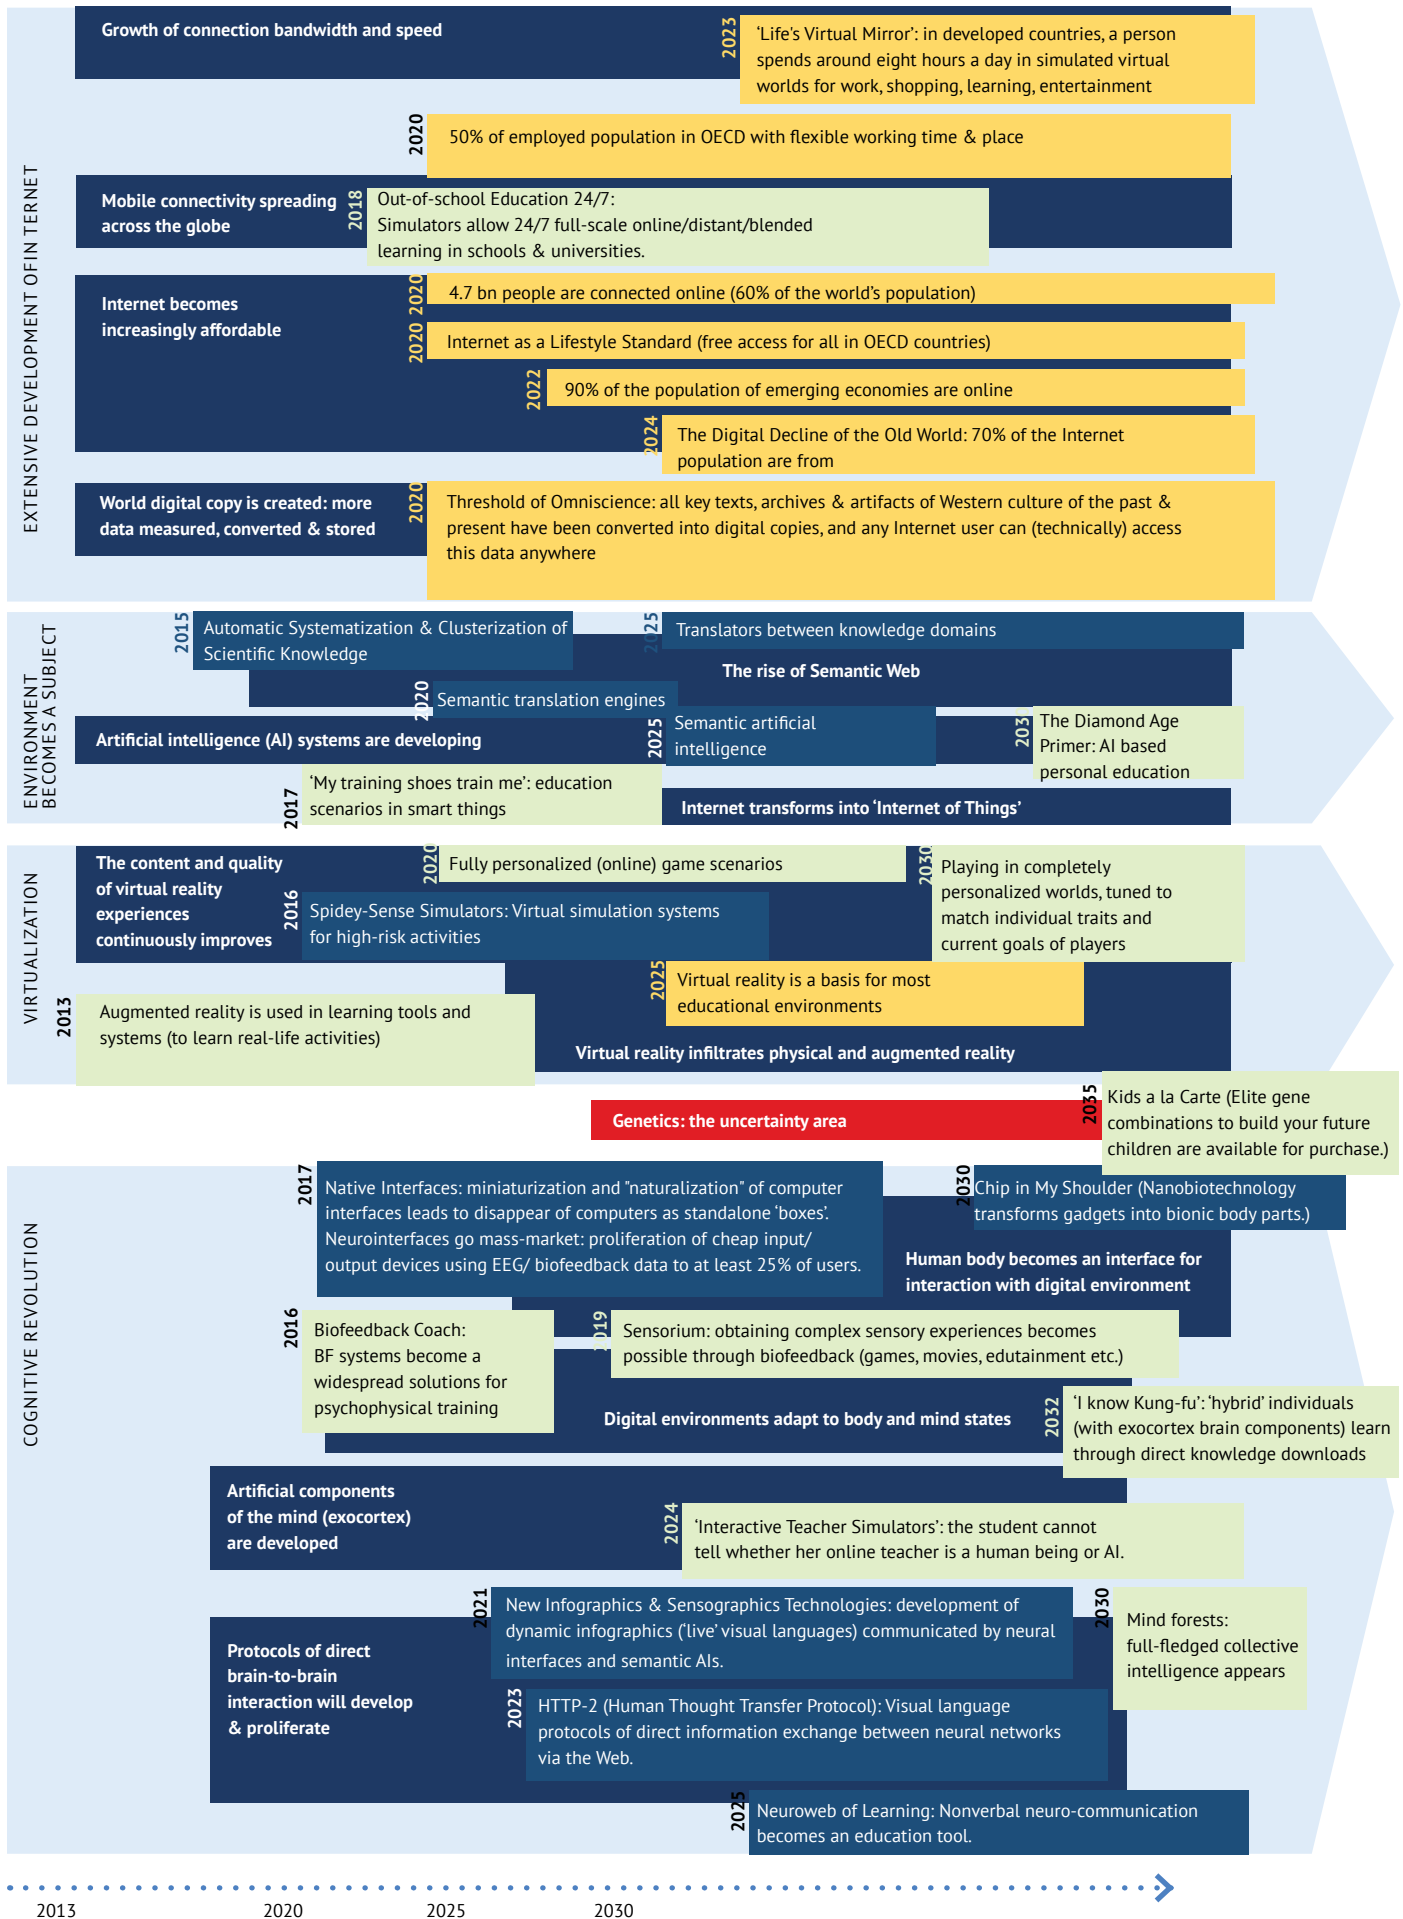 EXTENSIVE DEVELOPMENT OFIN TERNET
Growth of connection bandwidth and speed
2023
‘Life's Virtual Mirror’: in developed countries, a person
spends around eight hours a day in simulated virtual
worlds for work, shopping, learning, entertainment
2020
50% of employed population in OECD with flexible working time & place
Mobile connectivity spreading
across the globe
2018
Out-of-school Education 24/7:
Simulators allow 24/7 full-scale online/distant/blended
learning in schools & universities.
Internet becomes
increasingly affordable
2020
4.7 bn people are connected online (60% of the world’s population)
2020
Internet as a Lifestyle Standard (free access for all in OECD countries)
2022
90% of the population of emerging economies are online
2024
The Digital Decline of the Old World: 70% of the Internet
population are from
World digital copy is created: more
data measured, converted & stored
2020
Threshold of Omniscience: all key texts, archives & artifacts of Western culture of the past &
present have been converted into digital copies, and any Internet user can (technically) access
this data anywhere
ENVIRONMENT
BECOMES A SUBJECT
2015
Automatic Systematization & Clusterization of
Scientific Knowledge
2025
Translators between knowledge domains
The rise of Semantic Web
2020
Semantic translation engines
Artificial intelligence (AI) systems are developing
2025
Semantic artificial
intelligence
203
The Diamond Age
Primer: AI based
personal education
2017
‘My training shoes train me’: education
scenarios in smart things
Internet transforms into ‘Internet of Things’
VIRTUALIZATION
The content and quality
of virtual reality
experiences
continuously improves
2020
Fully personalized (online) game scenarios
2016
Spidey-Sense Simulators: Virtual simulation systems
for high-risk activities
2030
Playing in completely
personalized worlds, tuned to
match individual traits and
current goals of players
2025
Virtual reality is a basis for most
educational environments
2013
Augmented reality is used in learning tools and
systems (to learn real-life activities)
Virtual reality infiltrates physical and augmented reality
Genetics: the uncertainty area
2035
Kids a la Carte (Elite gene
combinations to build your future
children are available for purchase.)
COGNITIVE REVOLUTION
2017
Native Interfaces: miniaturization and "naturalization" of computer
interfaces leads to disappear of computers as standalone ‘boxes’.
Neurointerfaces go mass-market: proliferation of cheap input/
output devices using EEG/ biofeedback data to at least 25% of users.
2030
Chip in My Shoulder (Nanobiotechnology
transforms gadgets into bionic body parts.)
Human body becomes an interface for
interaction with digital environment
2016
Biofeedback Coach:
BF systems become a
widespread solutions for
psychophysical training
2019
Sensorium: obtaining complex sensory experiences becomes
possible through biofeedback (games, movies, edutainment etc.)
Digital environments adapt to body and mind states
2032
‘I know Kung-fu’: ‘hybrid’ individuals
(with exocortex brain components) learn
through direct knowledge downloads
Artificial components
of the mind (exocortex)
are developed
2024
‘Interactive Teacher Simulators’: the student cannot
tell whether her online teacher is a human being or AI.
2021
New Infographics & Sensographics Technologies: development of
dynamic infographics (‘live’ visual languages) communicated by neural
interfaces and semantic AIs.
2030
Mind forests:
full-fledged collective
intelligence appears
Protocols of direct
brain-to-brain
interaction will develop
& proliferate
2023
HTTP-2 (Human Thought Transfer Protocol): Visual language
protocols of direct information exchange between neural networks
via the Web.
2025
Neuroweb of Learning: Nonverbal neuro-communication
becomes an education tool.
2013 2020 2025 2030